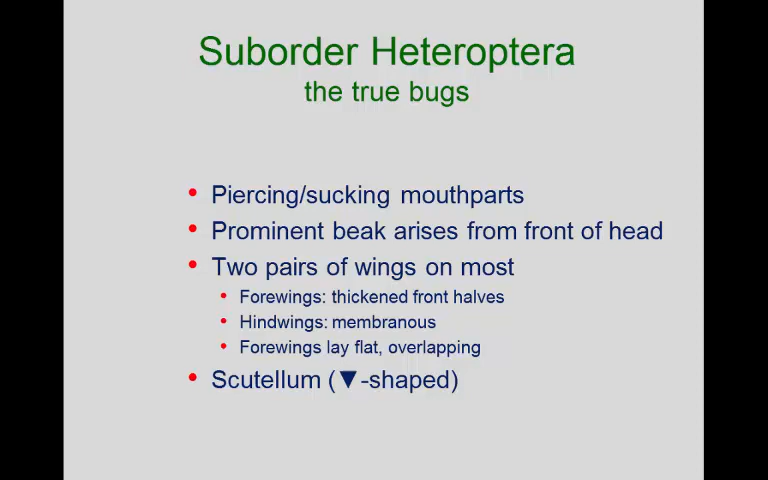 Suborder Heteroptera
the true bugs
• Piercing/sucking mouthparts
• Prominent beak arises from front of head
• Two pairs of wings on most
• Forewings: thickened front halves
• Hindwings: membranous
• Forewings lay flat, overlapping
• Scutellum (▼-shaped)